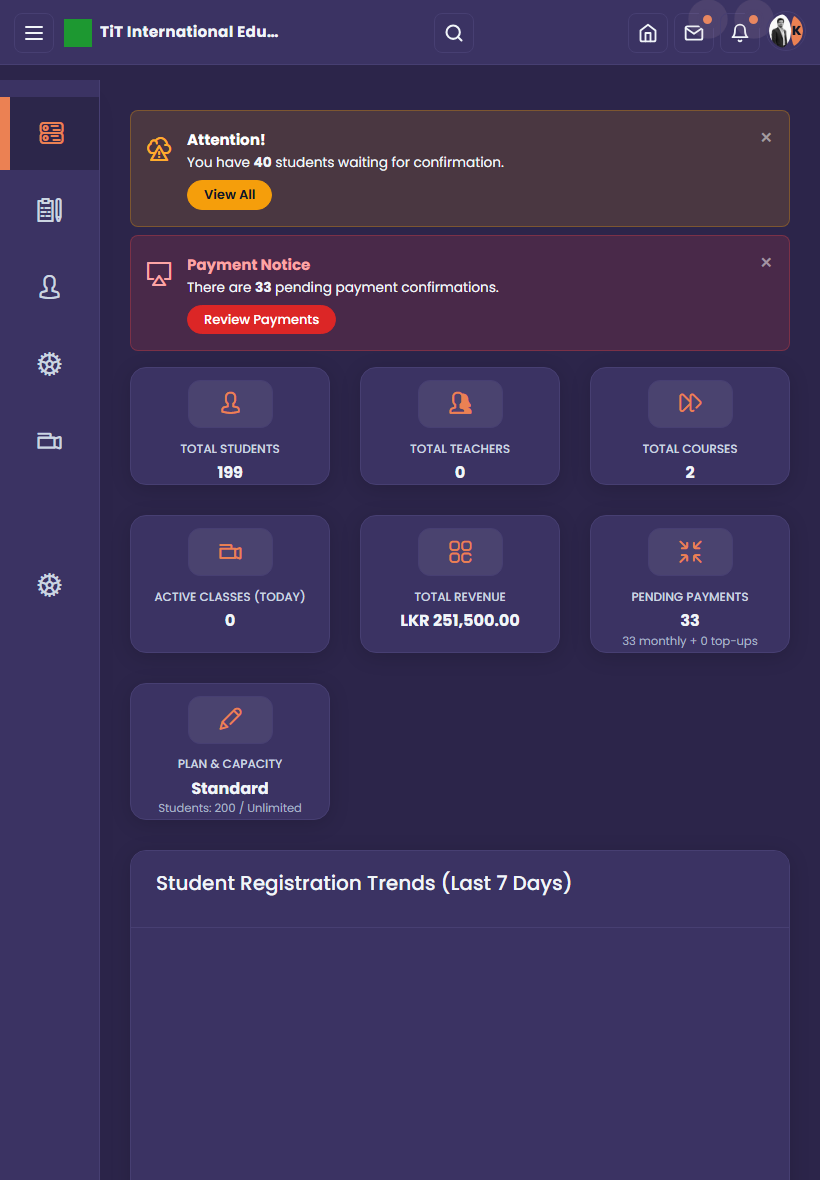 TiT International Edu...
K
Attention!
×
You have 40 students waiting for confirmation.
View All
Payment Notice
×
There are 33 pending payment confirmations.
Review Payments
TOTAL STUDENTS
199
TOTAL TEACHERS
0
TOTAL COURSES
2
ACTIVE CLASSES (TODAY)
0
TOTAL REVENUE
LKR 251,500.00
PENDING PAYMENTS
33
33 monthly + 0 top-ups
PLAN & CAPACITY
Standard
Students: 200 / Unlimited
Student Registration Trends (Last 7 Days)